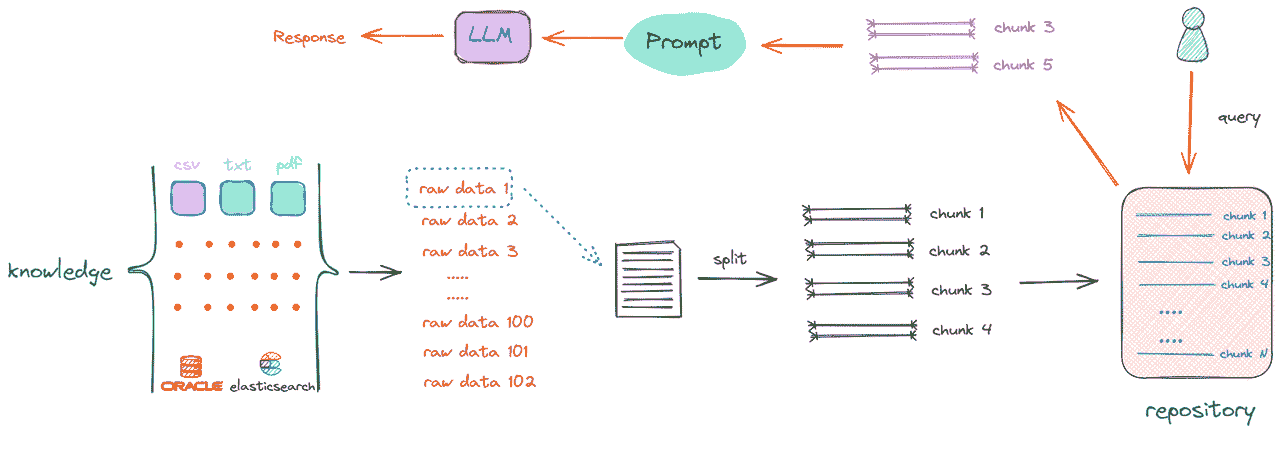 Response
LLM
Prompt
chunk 3
chunk 5
query
csv txt pdf
knowledge
ORACLE elasticsearch
raw data 1
raw data 2
raw data 3
.....
.....
raw data 100
raw data 101
raw data 102
split
chunk 1
chunk 2
chunk 3
chunk 4
chunk 1
chunk 2
chunk 3
chunk 4
....
....
chunk N
repository